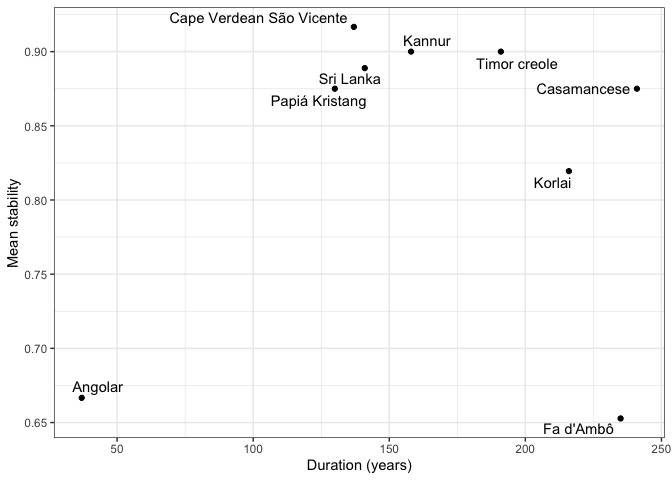 Cape Verdean São Vicente
0.90
Kannur
Timor creole
Sri Lanka
Casamancese
Papiá Kristang
0.85
Korlai
0.80
Mean stability
0.75
0.70
Angolar
0.65
Fa d'Ambô
50
100
150
200
250
Duration (years)